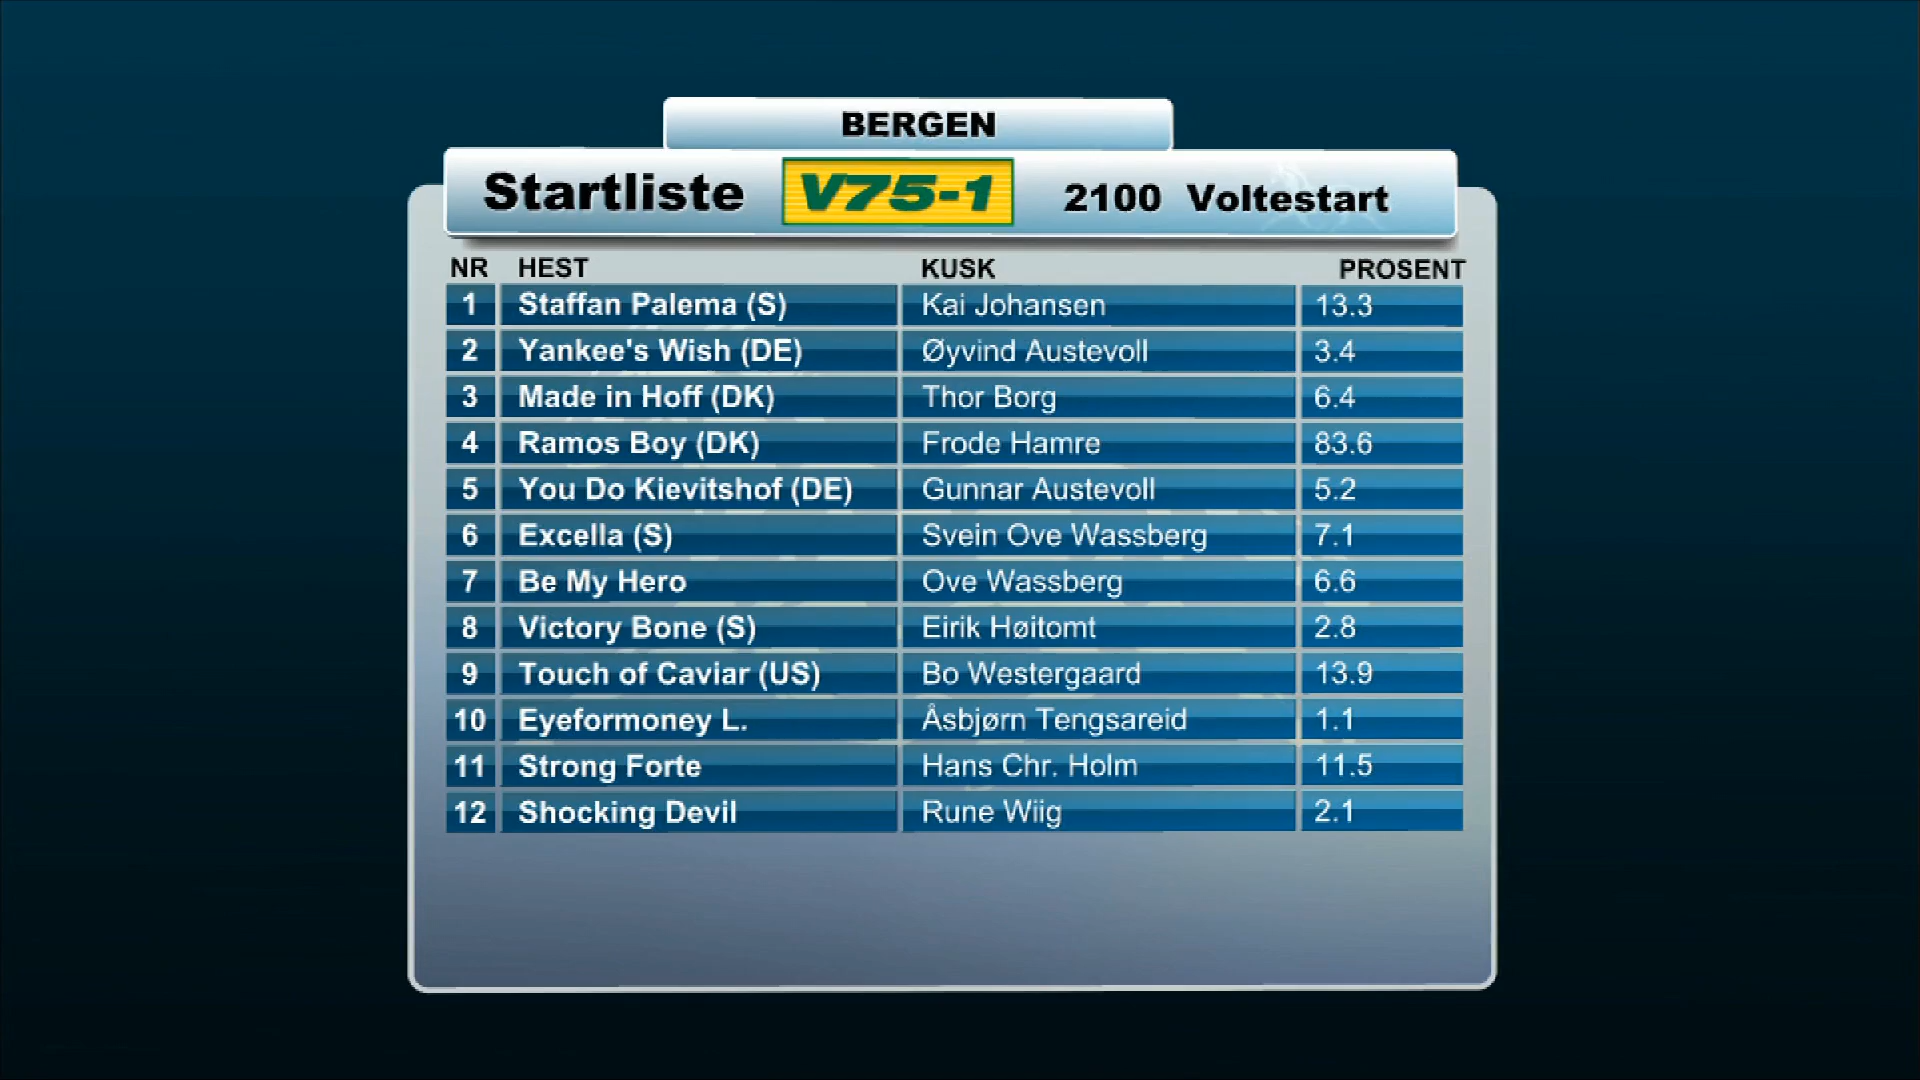 BERGEN
Startliste V75-1 2100 Voltestart
NR HEST KUSK PROSENT
1 Staffan Palema (S) Kai Johansen 13.3
2 Yankee's Wish (DE) Øyvind Austevoll 3.4
3 Made in Hoff (DK) Thor Borg 6.4
4 Ramos Boy (DK) Frode Hamre 83.6
5 You Do Kievitshof (DE) Gunnar Austevoll 5.2
6 Excella (S) Svein Ove Wassberg 7.1
7 Be My Hero Ove Wassberg 6.6
8 Victory Bone (S) Eirik Høitomt 2.8
9 Touch of Caviar (US) Bo Westergaard 13.9
10 Eyeformoney L. Åsbjørn Tengsareid 1.1
11 Strong Forte Hans Chr. Holm 11.5
12 Shocking Devil Rune Wiig 2.1